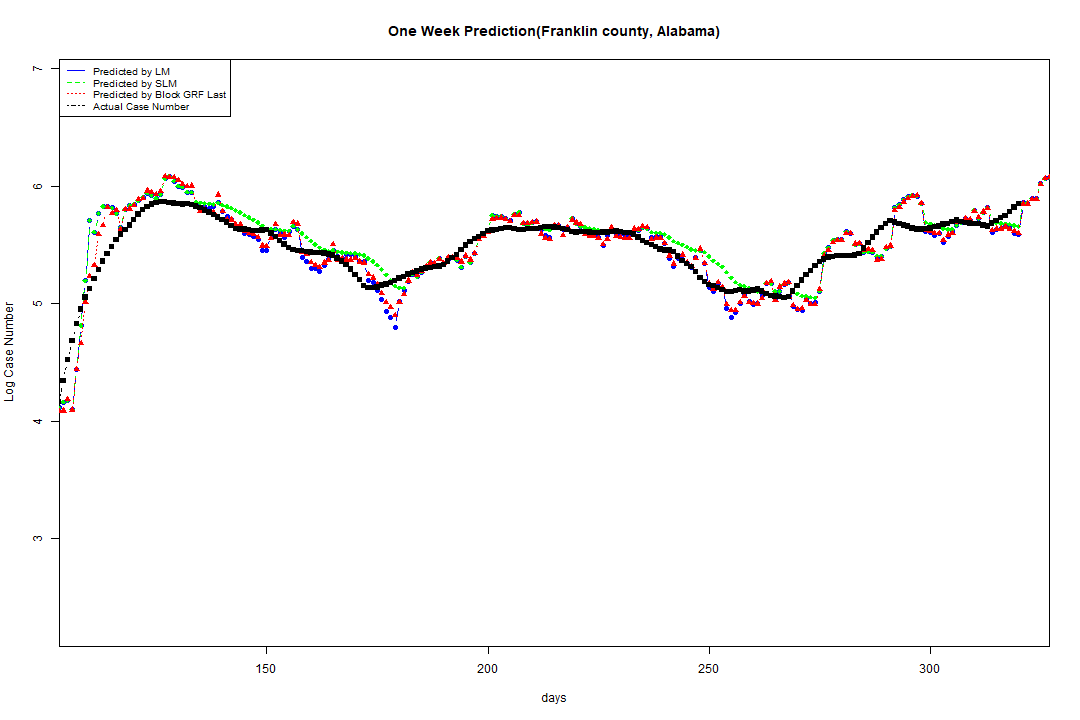 One Week Prediction(Franklin county, Alabama)
Predicted by LM
Predicted by SLM
Predicted by Block GRF Last
Actual Case Number
7
6
5
4
3
Log Case Number
150
200
250
300
days